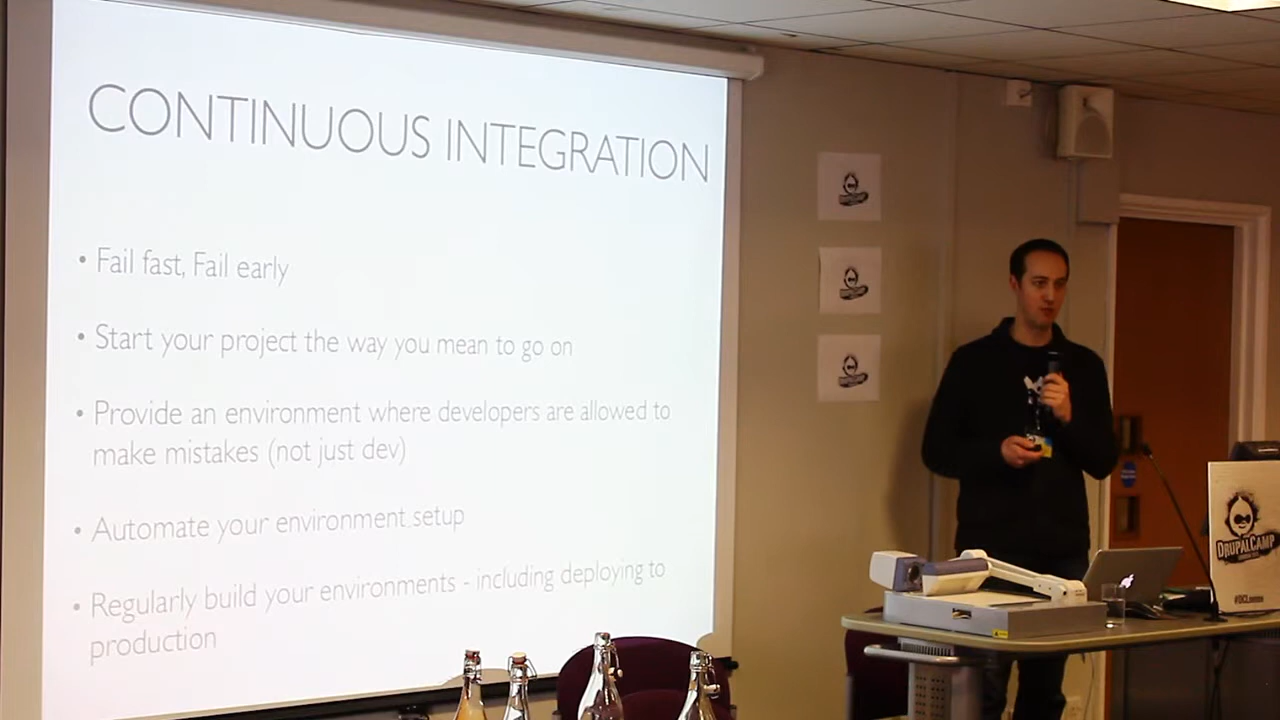 CONTINUOUS INTEGRATION
• Fail fast, Fail early
• Start your project the way you mean to go on
• Provide an environment where developers are allowed to
make mistakes (not just dev)
• Automate your environment setup
• Regularly build your environments - including deploying to
production
DRUPALCAMP
#DCLondon